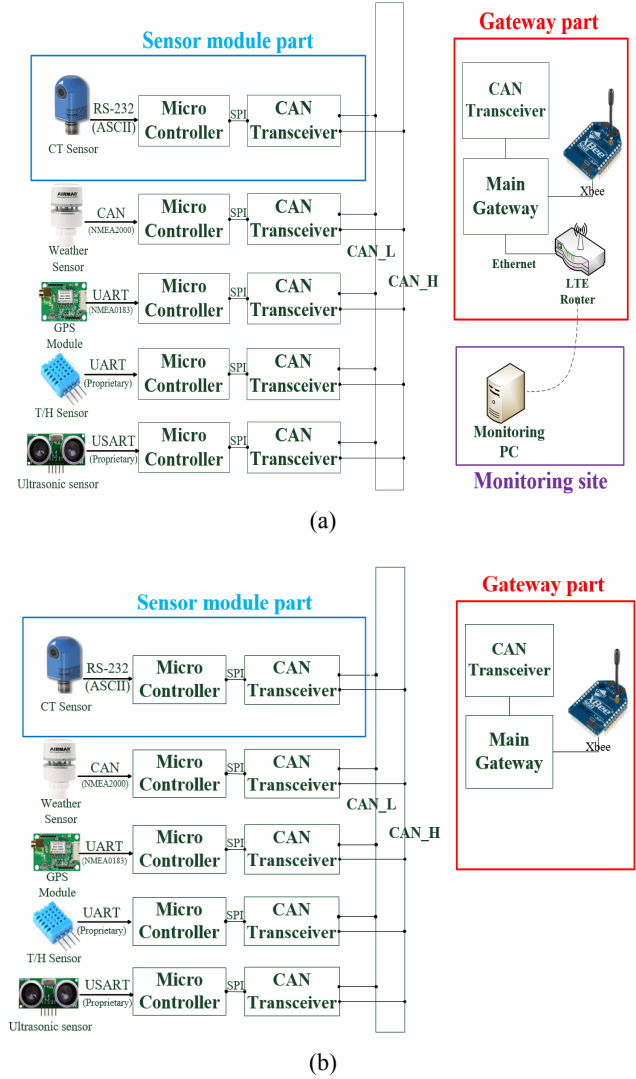 Sensor module part
Gateway part
RS-232
(ASCII)
CT Sensor
Micro
Controller
SPI
CAN
Transceiver
CAN
Transceiver
XBee
Xbee
Main
Gateway
Ethernet
LTE
Router
AIRMAR
CAN
(NMEA2000)
Weather
Sensor
Micro
Controller
SPI
CAN
Transceiver
CAN_L
CAN_H
UART
(NMEA0183)
GPS
Module
Micro
Controller
SPI
CAN
Transceiver
UART
(Proprietary)
T/H Sensor
Micro
Controller
SPI
CAN
Transceiver
USART
(Proprietary)
Ultrasonic sensor
Micro
Controller
SPI
CAN
Transceiver
Monitoring
PC
Monitoring site
(a)
Sensor module part
Gateway part
RS-232
(ASCII)
CT Sensor
Micro
Controller
SPI
CAN
Transceiver
CAN
Transceiver
XBee
Xbee
Main
Gateway
AIRMAR
CAN
(NMEA2000)
Weather
Sensor
Micro
Controller
SPI
CAN
Transceiver
CAN_L
CAN_H
UART
(NMEA0183)
GPS
Module
Micro
Controller
SPI
CAN
Transceiver
UART
(Proprietary)
T/H Sensor
Micro
Controller
SPI
CAN
Transceiver
USART
(Proprietary)
Ultrasonic sensor
Micro
Controller
SPI
CAN
Transceiver
(b)